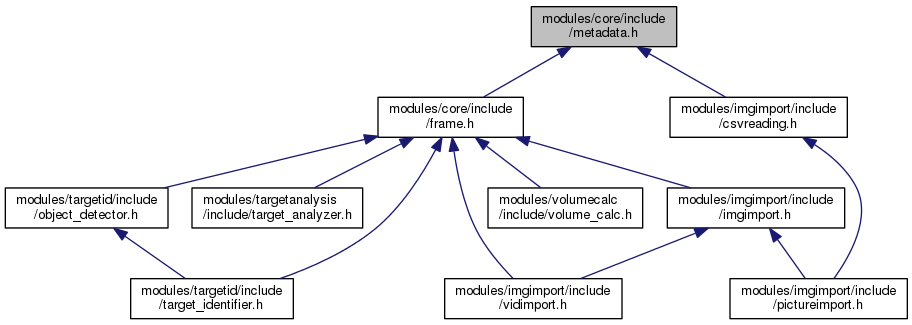 modules/core/include
/metadata.h
modules/core/include
/frame.h
modules/imgimport/include
/csvreading.h
modules/targetid/include
/object_detector.h
modules/targetanalysis
/include/target_analyzer.h
modules/volumecalc
/include/volume_calc.h
modules/imgimport/include
/imgimport.h
modules/targetid/include
/target_identifier.h
modules/imgimport/include
/vidimport.h
modules/imgimport/include
/pictureimport.h